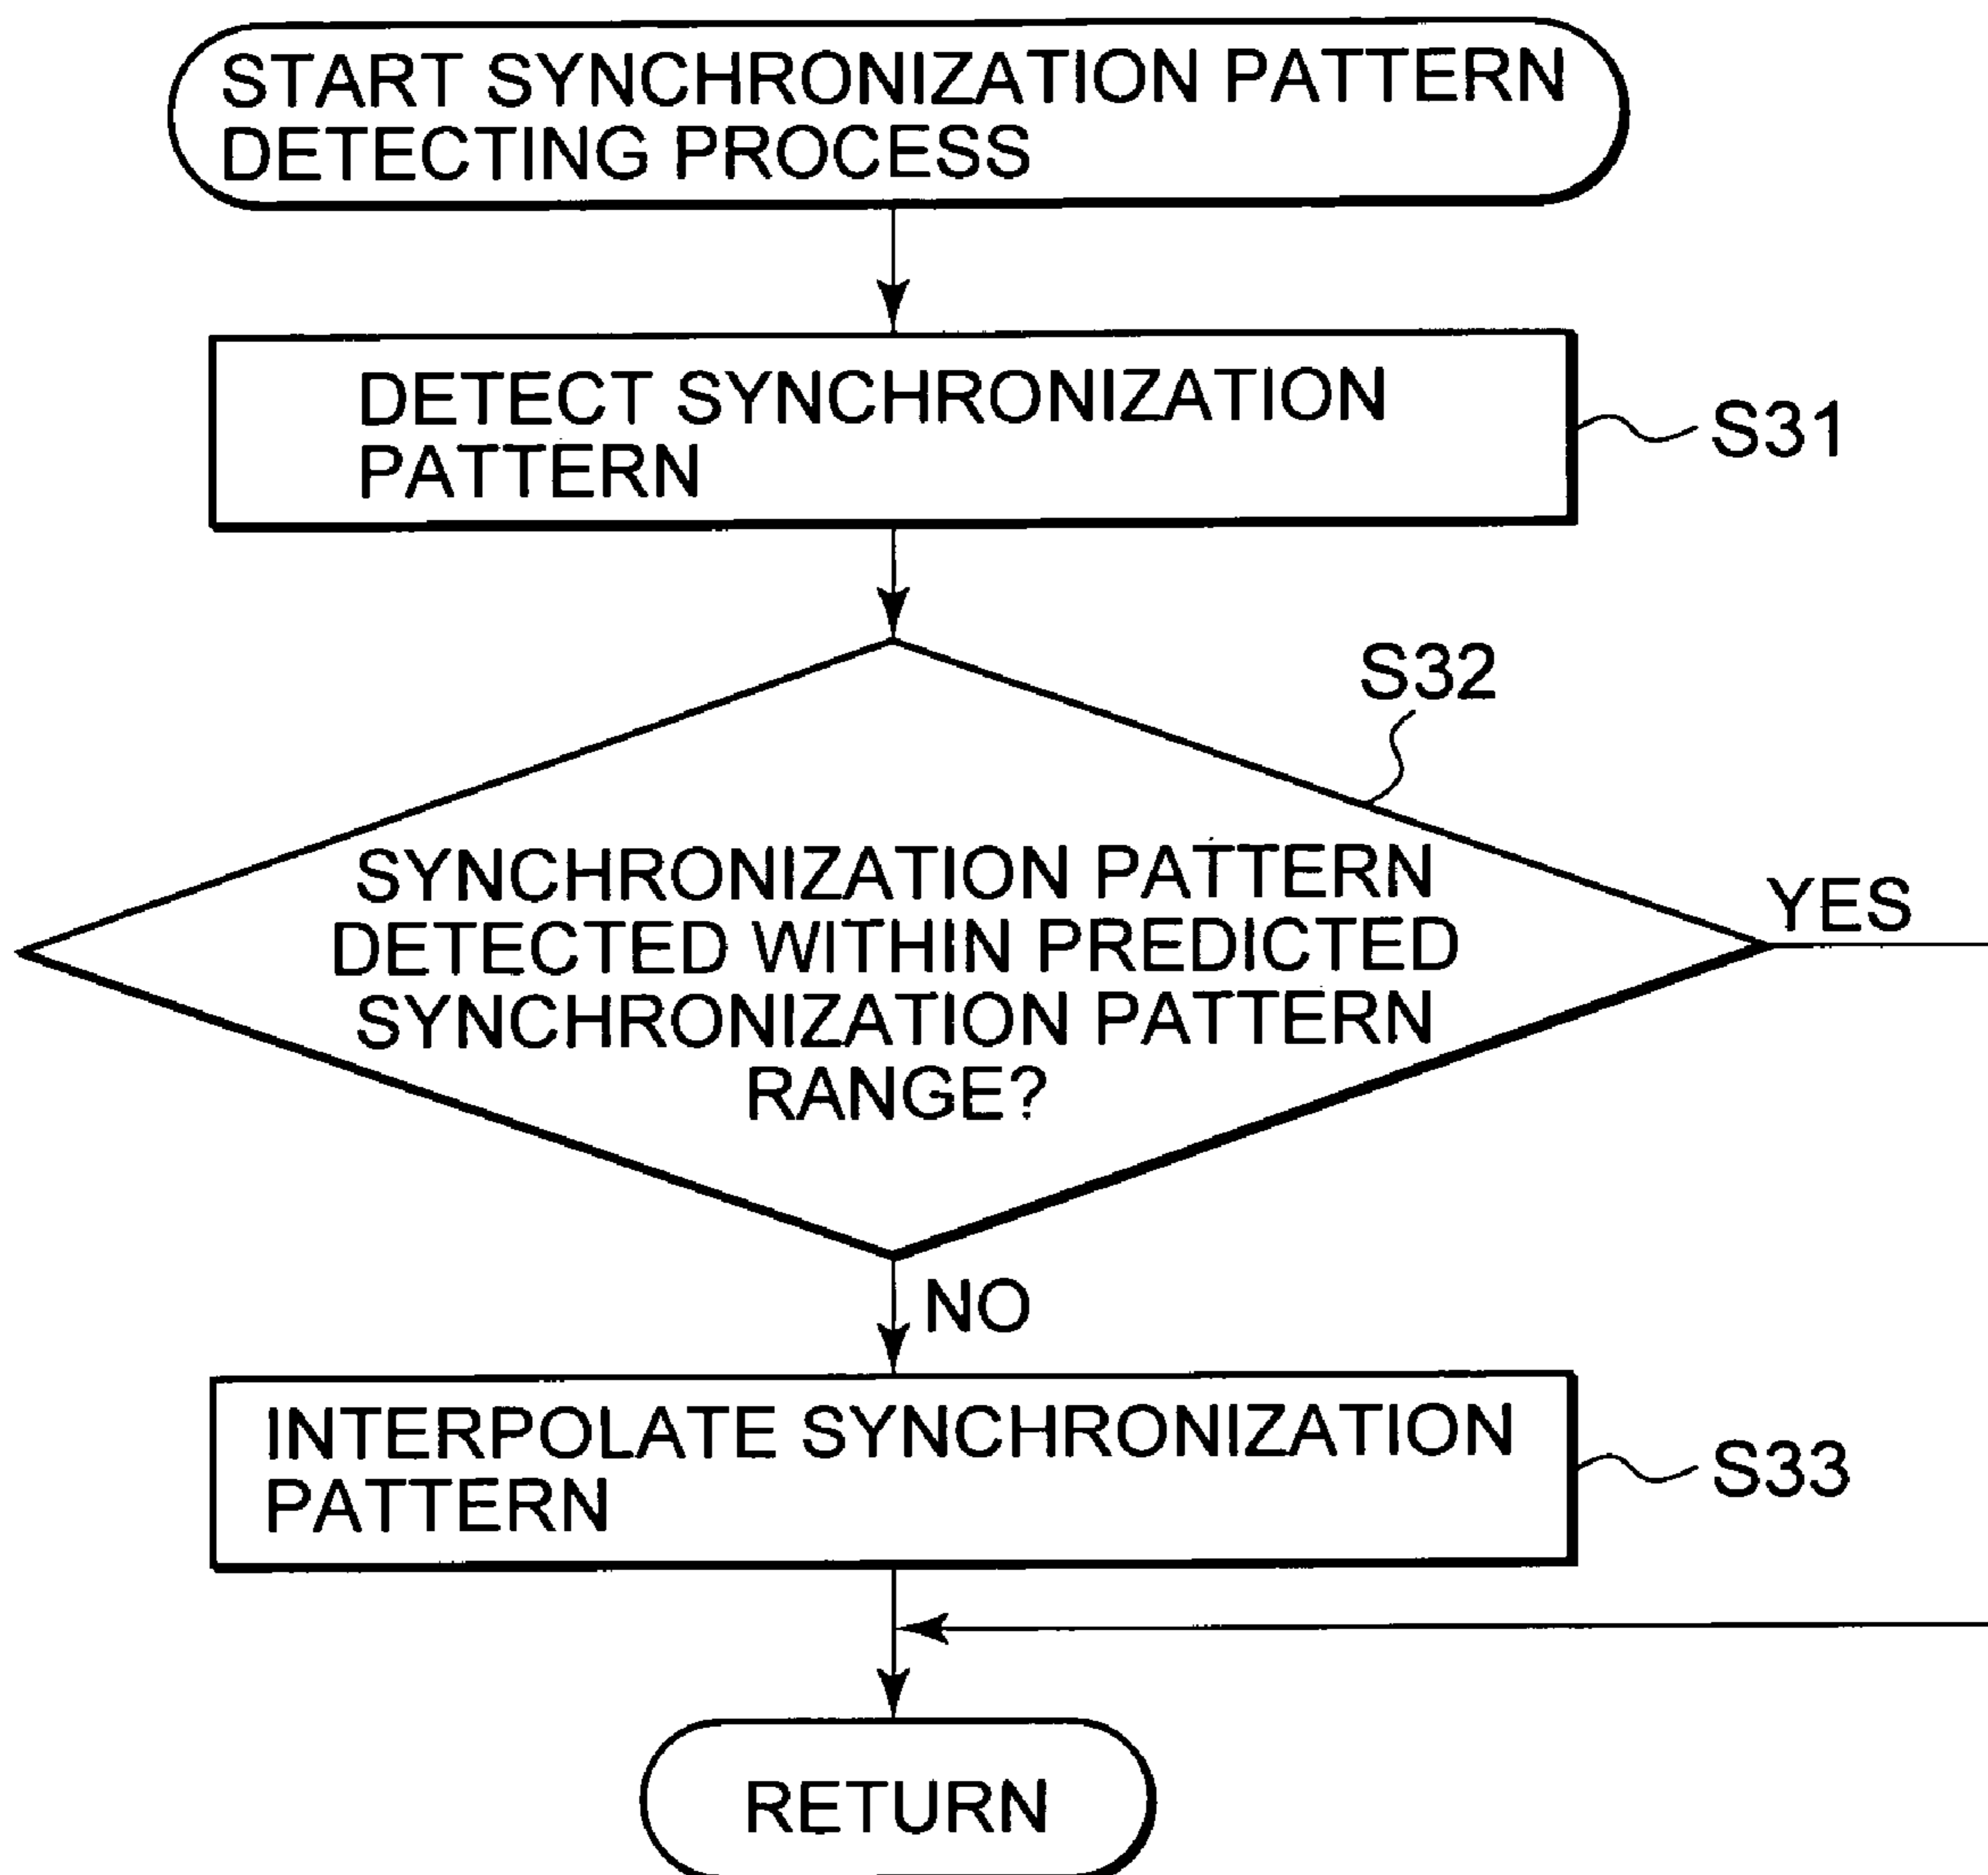 START SYNCHRONIZATION PATTERN
DETECTING PROCESS
DETECT SYNCHRONIZATION
PATTERN
S31
S32
SYNCHRONIZATION PATTERN
DETECTED WITHIN PREDICTED
SYNCHRONIZATION PATTERN
RANGE?
YES
NO
INTERPOLATE SYNCHRONIZATION
PATTERN
S33
RETURN